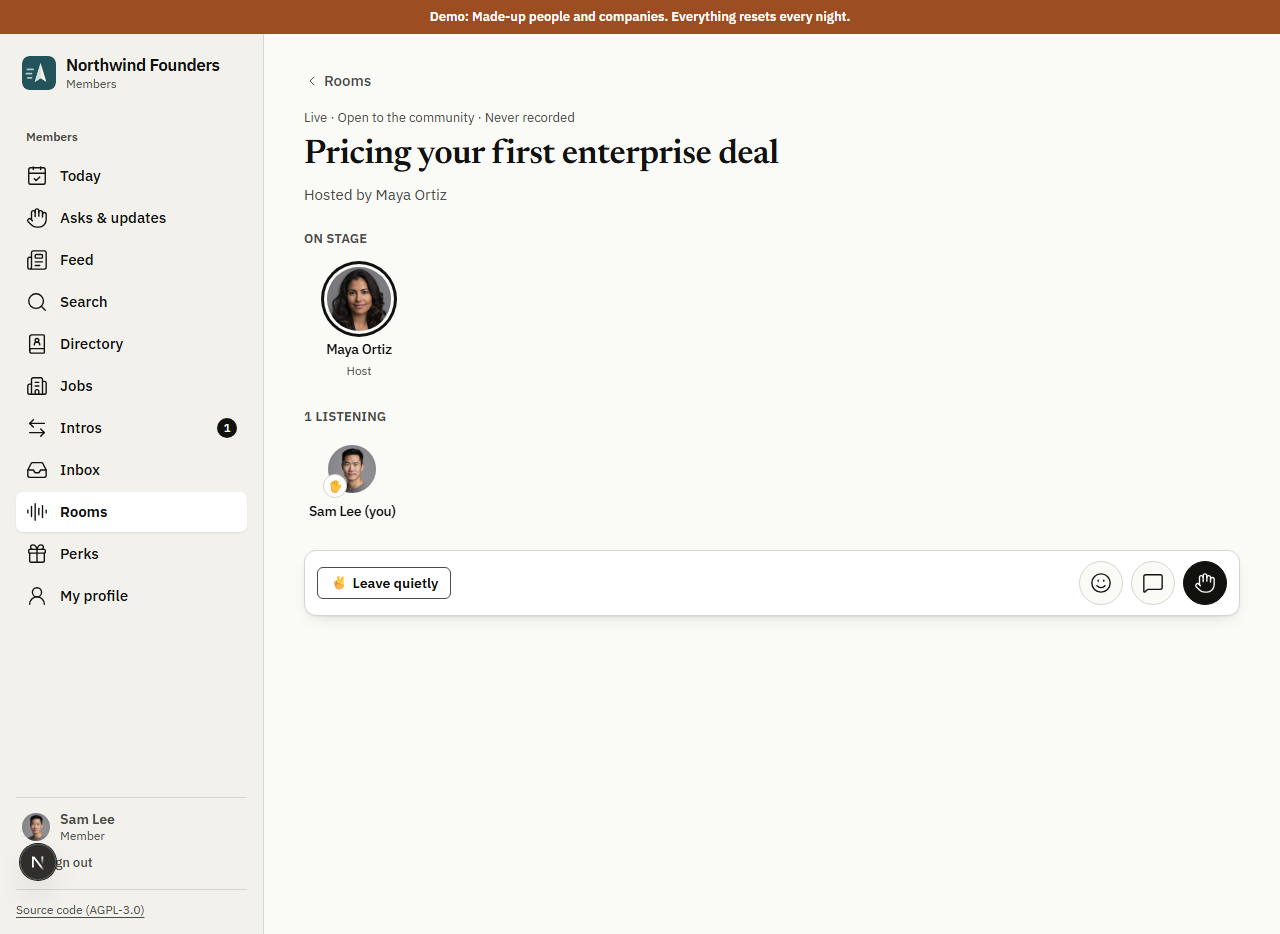 Demo: Made-up people and companies. Everything resets every night.
Northwind Founders
Members
Members
Today
Asks & updates
Feed
Search
Directory
Jobs
Intros
1
Inbox
Rooms
Perks
My profile
Sam Lee
Member
N
gn out
Source code (AGPL-3.0)
Rooms
Live · Open to the community · Never recorded
Pricing your first enterprise deal
Hosted by Maya Ortiz
ON STAGE
Maya Ortiz
Host
1 LISTENING
Sam Lee (you)
Leave quietly